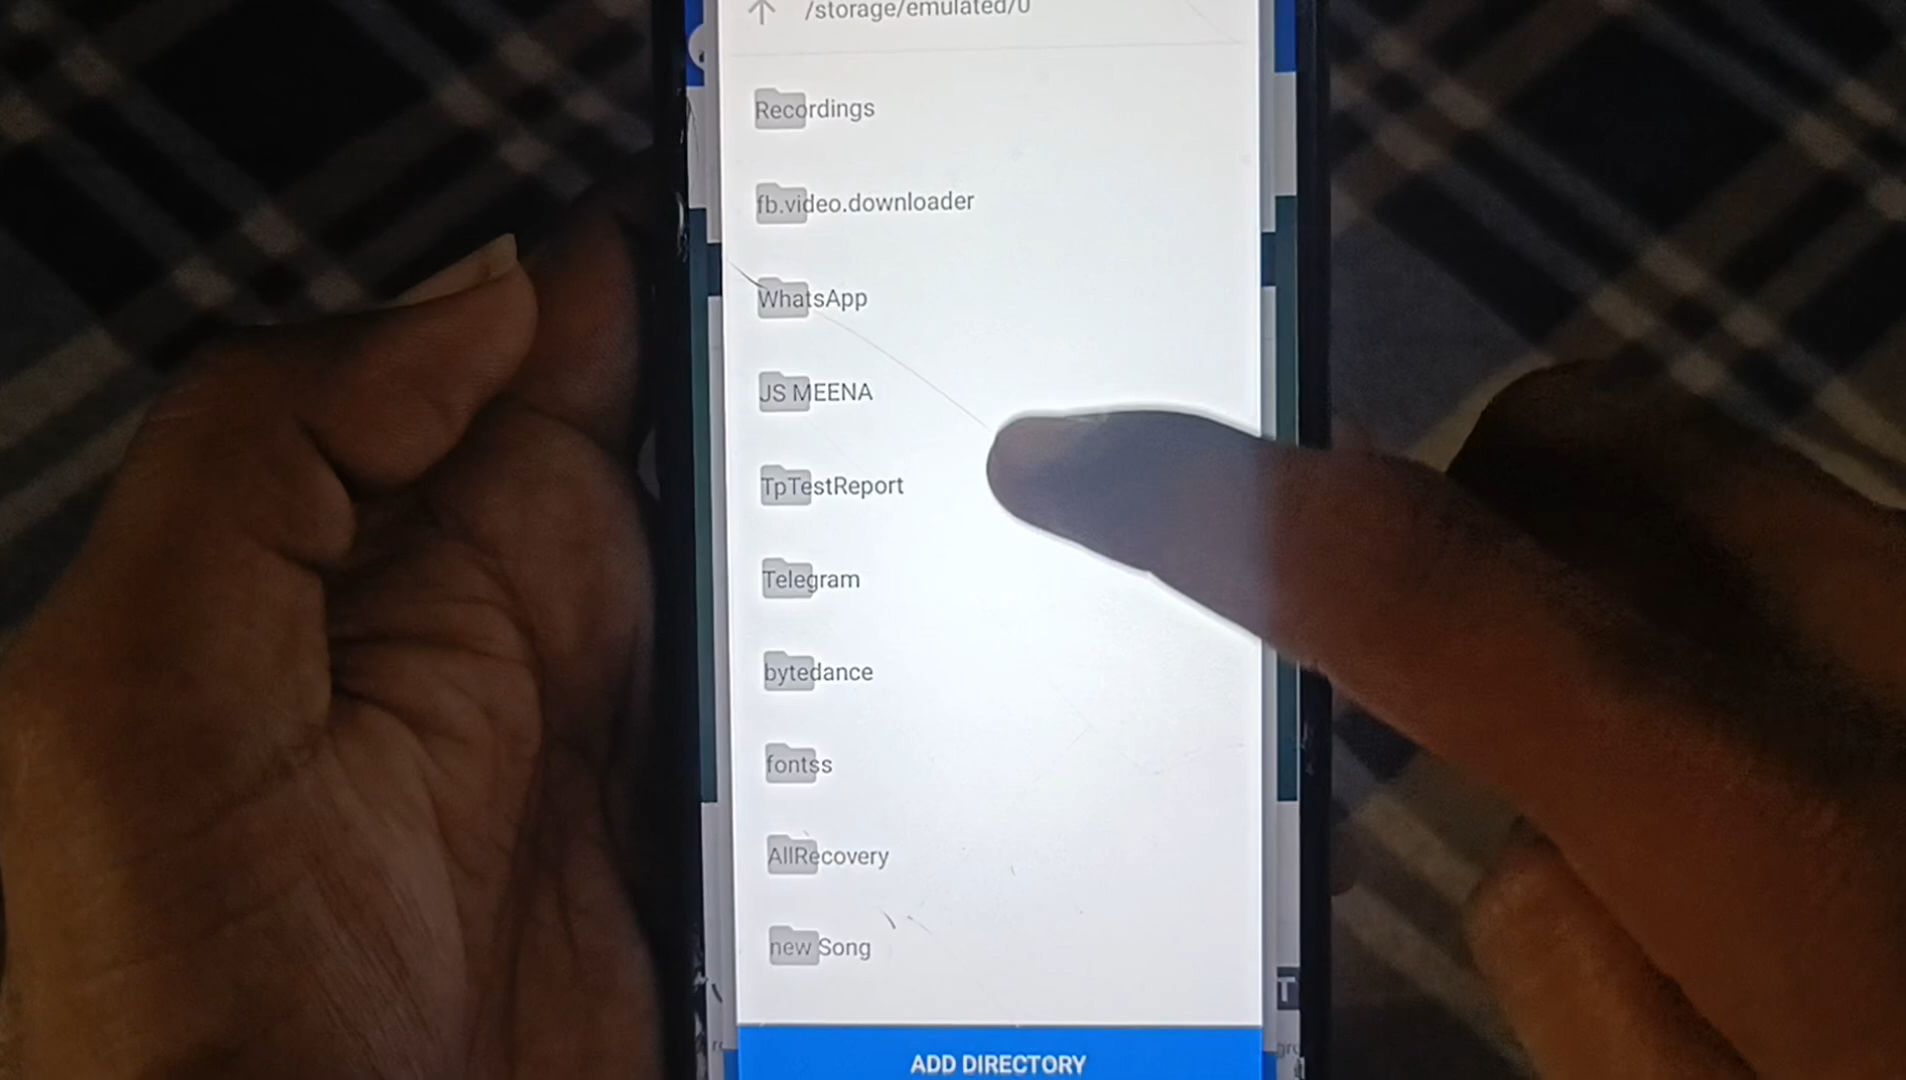 /storage/emulated/0
Recordings
fb.video.downloader
WhatsApp
JS MEENA
TpTestReport
Telegram
bytedance
fontss
AllRecovery
new Song
ADD DIRECTORY